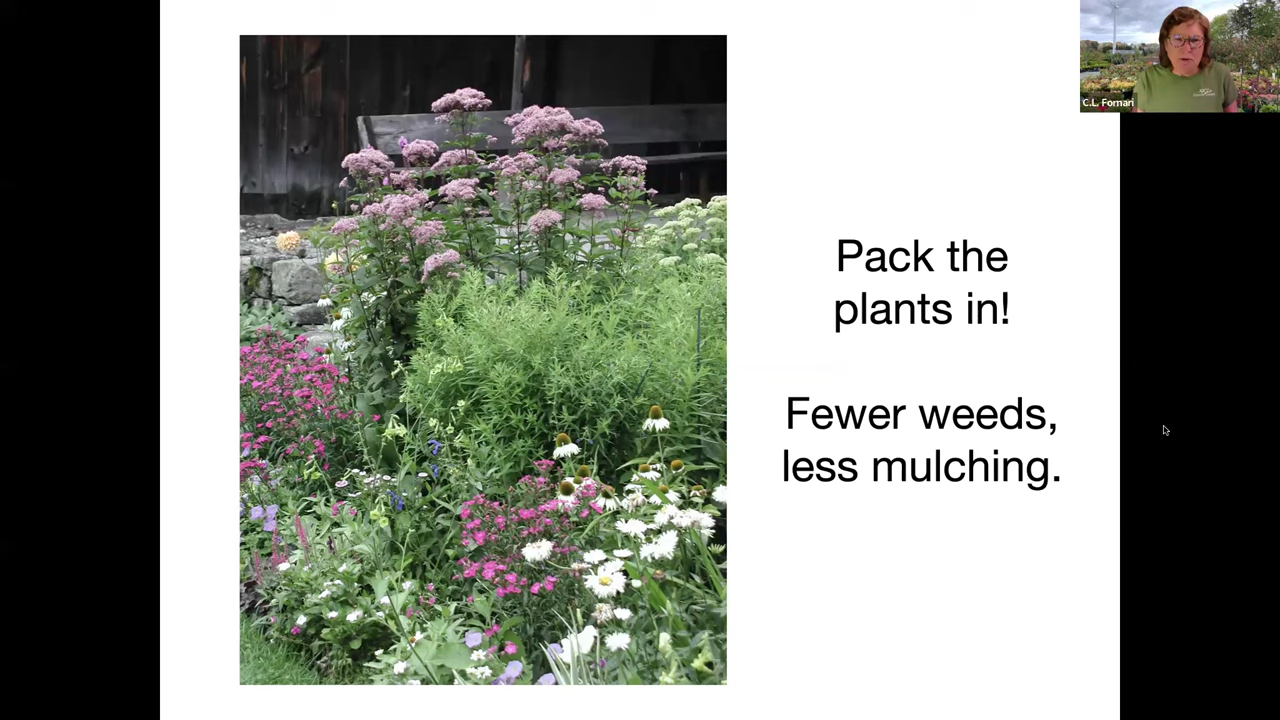 C.L. Fornari
Pack the
plants in!
Fewer weeds,
less mulching.